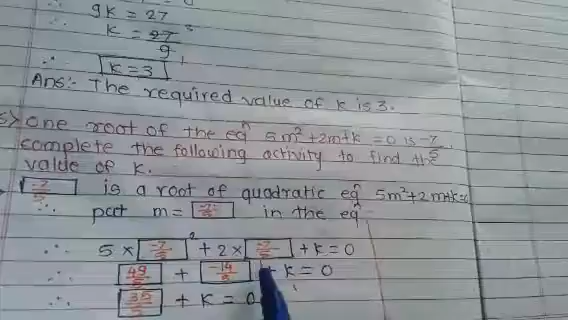 9k = 27
k = 27/9
∴ k = 3
Ans:- The required value of k is 3.
5> one root of the eqⁿ 5m²+2m+k = 0 is -7/5.
complete the following activity to find the
value of k.
-7/5 is a root of quadratic eqⁿ 5m²+2m+k=0
∴ put m = -7/5 in the eqⁿ
∴ 5 × -7/5 ² + 2 × -7/5 + k = 0
∴ 49/5 + -14/5 + k = 0
∴ 35/5 + k = 0